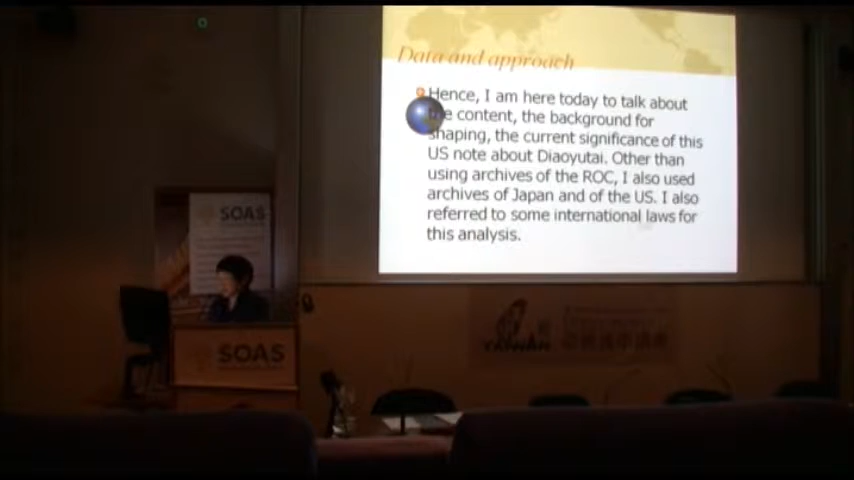 Data and approach
Hence, I am here today to talk about
the content, the background for
shaping, the current significance of this
US note about Diaoyutai. Other than
using archives of the ROC, I also used
archives of Japan and of the US. I also
referred to some international laws for
this analysis.
SOAS
SOAS
TAIWAN